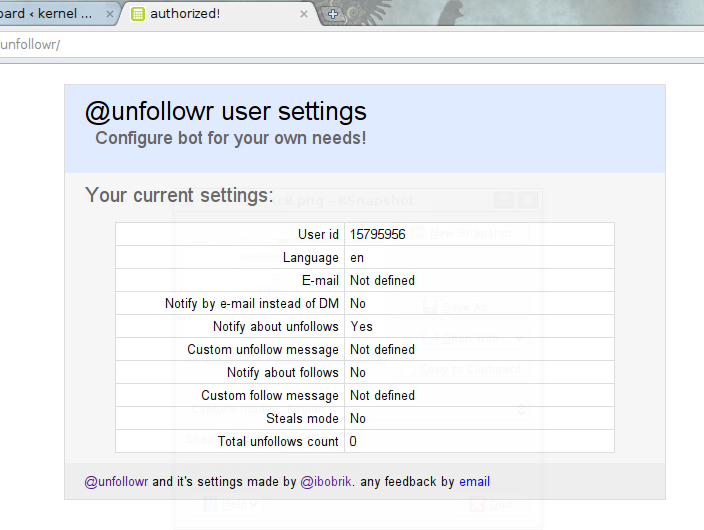 oard ‹ kernel ...
authorized!
unfollowr/
@unfollowr user settings
Configure bot for your own needs!
Your current settings:
User id 15795956
Language en
E-mail Not defined
Notify by e-mail instead of DM No
Notify about unfollows Yes
Custom unfollow message Not defined
Notify about follows No
Custom follow message Not defined
Steals mode No
Total unfollows count 0
@unfollowr and it's settings made by @ibobrik. any feedback by email